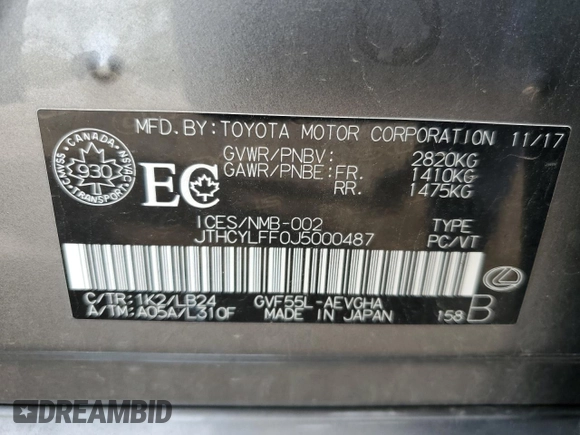 MFD.BY:TOYOTA MOTOR CORPORATION 11/17
GVWR/PNBV: 2820KG
GAWR/PNBE:FR. 1410KG
RR. 1475KG
CANADA
CMVSS 930 NSVAC
EC
ICES/NMB-002 TYPE
JTHCYLFF0J5000487 PC/VT
C/TR:1K2/LB24 GVF55L-AEVGHA
A/TM:A05A/L310F MADE IN JAPAN 158 B
DREAMBID